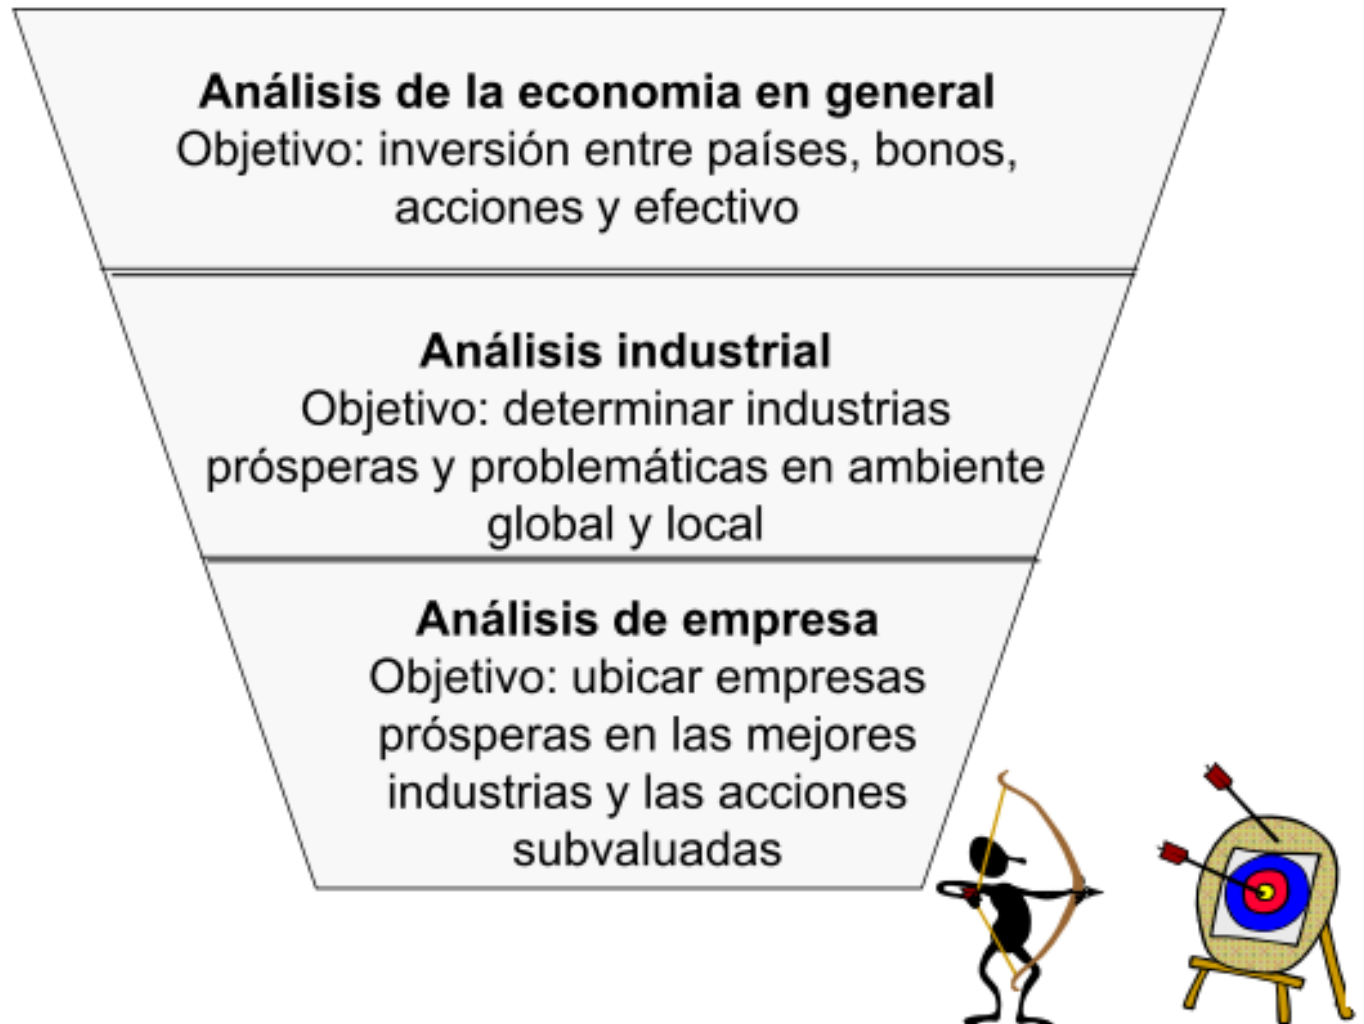 Análisis de la economia en general
Objetivo: inversión entre países, bonos,
acciones y efectivo
Análisis industrial
Objetivo: determinar industrias
prósperas y problemáticas en ambiente
global y local
Análisis de empresa
Objetivo: ubicar empresas
prósperas en las mejores
industrias y las acciones
subvaluadas